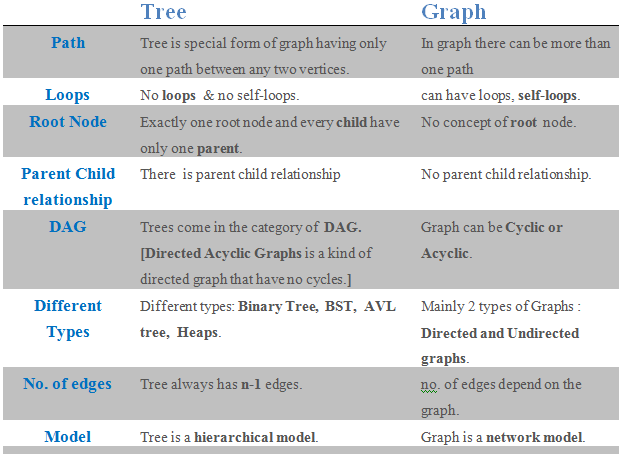 Tree Graph
Path Tree is special form of graph having only In graph there can be more than
one path between any two vertices. one path
Loops No loops & no self-loops. can have loops, self-loops.
Root Node Exactly one root node and every child have No concept of root node.
only one parent.
Parent Child There is parent child relationship No parent child relationship.
relationship
DAG Trees come in the category of DAG. Graph can be Cyclic or
[Directed Acyclic Graphs is a kind of Acyclic.
directed graph that have no cycles.]
Different Different types: Binary Tree, BST, AVL Mainly 2 types of Graphs :
Types tree, Heaps. Directed and Undirected
graphs.
No. of edges Tree always has n-1 edges. no. of edges depend on the
graph.
Model Tree is a hierarchical model. Graph is a network model.